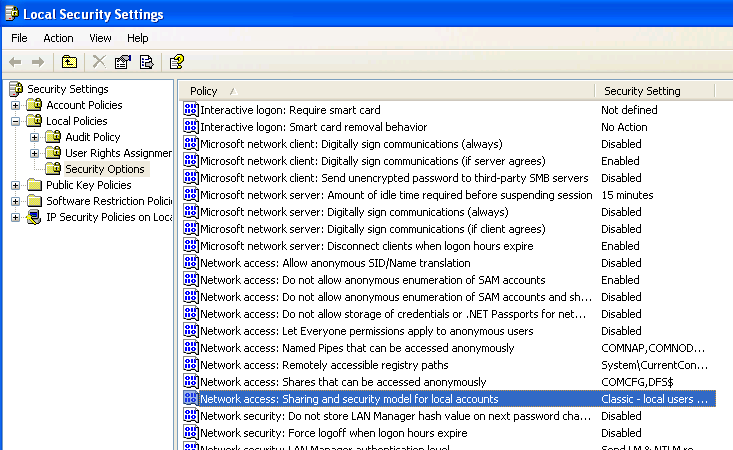 Local Security Settings
File Action View Help
Security Settings
Account Policies
Local Policies
Audit Policy
User Rights Assignmer
Security Options
Public Key Policies
Software Restriction Polici
IP Security Policies on Loca
Policy Security Setting
Interactive logon: Require smart card Not defined
Interactive logon: Smart card removal behavior No Action
Microsoft network client: Digitally sign communications (always) Disabled
Microsoft network client: Digitally sign communications (if server agrees) Enabled
Microsoft network client: Send unencrypted password to third-party SMB servers Disabled
Microsoft network server: Amount of idle time required before suspending session 15 minutes
Microsoft network server: Digitally sign communications (always) Disabled
Microsoft network server: Digitally sign communications (if client agrees) Disabled
Microsoft network server: Disconnect clients when logon hours expire Enabled
Network access: Allow anonymous SID/Name translation Disabled
Network access: Do not allow anonymous enumeration of SAM accounts Enabled
Network access: Do not allow anonymous enumeration of SAM accounts and sh... Disabled
Network access: Do not allow storage of credentials or .NET Passports for net... Disabled
Network access: Let Everyone permissions apply to anonymous users Disabled
Network access: Named Pipes that can be accessed anonymously COMNAP,COMNOD...
Network access: Remotely accessible registry paths System\CurrentCon...
Network access: Shares that can be accessed anonymously COMCFG,DFS$
Network access: Sharing and security model for local accounts Classic - local users ...
Network security: Do not store LAN Manager hash value on next password cha... Disabled
Network security: Force logoff when logon hours expire Disabled
Network security: LAN Manager authentication level Send LM & NTLM re...